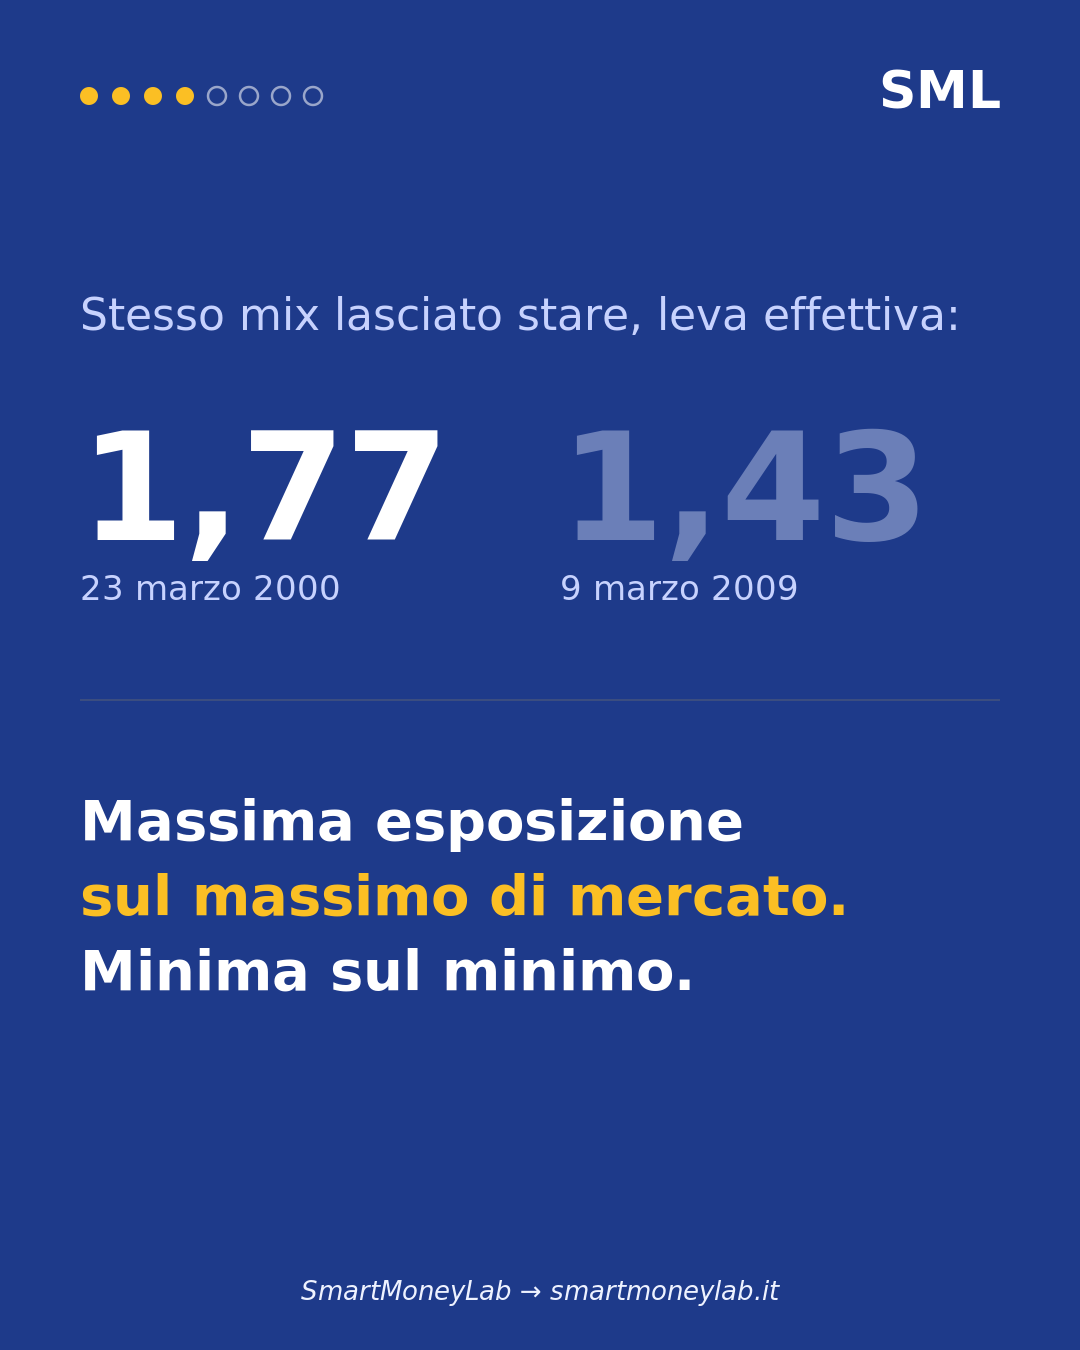 SML
Stesso mix lasciato stare, leva effettiva:
1,77
23 marzo 2000
1,43
9 marzo 2009
Massima esposizione
sul massimo di mercato.
Minima sul minimo.
SmartMoneyLab → smartmoneylab.it